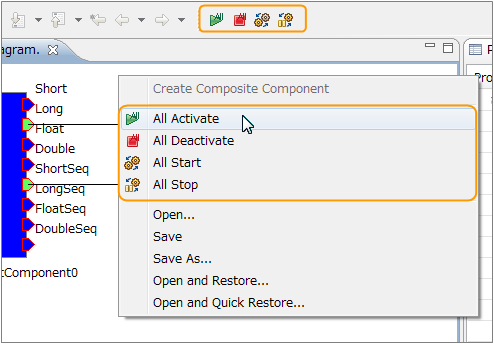 agram.
P
Pro
Short
Long
Float
Double
ShortSeq
LongSeq
FloatSeq
DoubleSeq
tComponent0
Create Composite Component
All Activate
All Deactivate
All Start
All Stop
Open...
Save
Save As...
Open and Restore...
Open and Quick Restore...